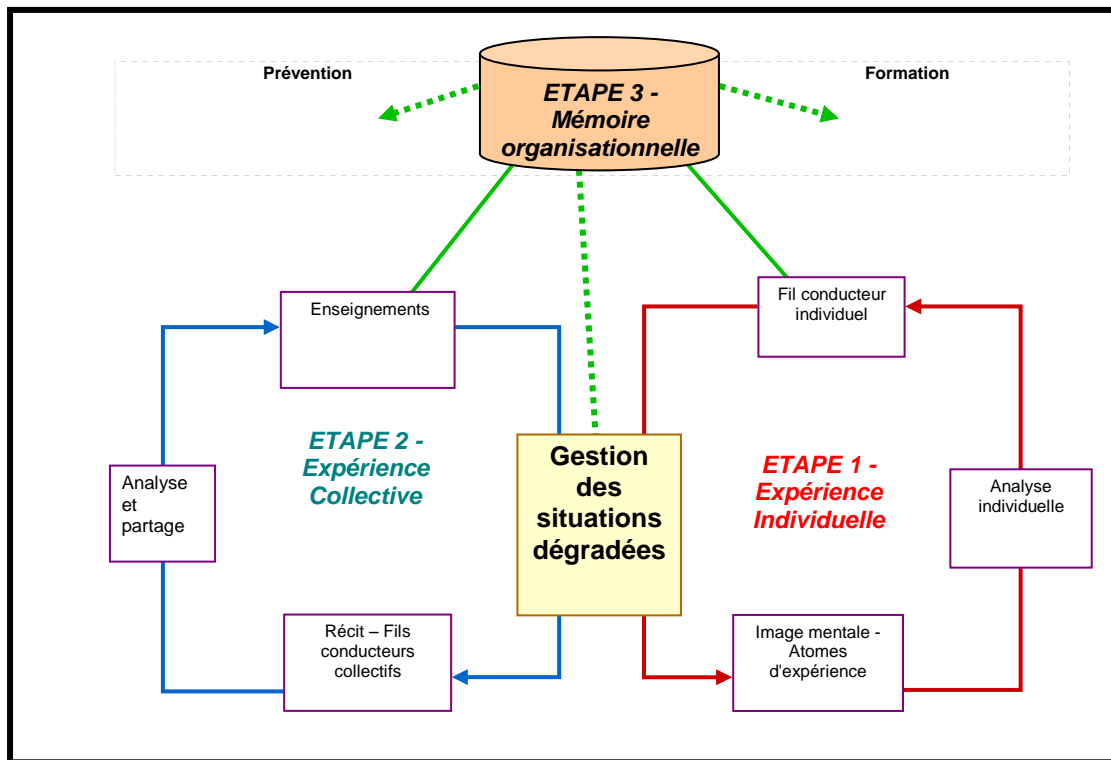 Prévention
Formation
ETAPE 3 -
Mémoire
organisationnelle
Enseignements
Fil conducteur
individuel
ETAPE 2 -
Expérience
Collective
Gestion
des
situations
dégradées
ETAPE 1 -
Expérience
Individuelle
Analyse
et
partage
Analyse
individuelle
Récit – Fils
conducteurs
collectifs
Image mentale -
Atomes
d'expérience